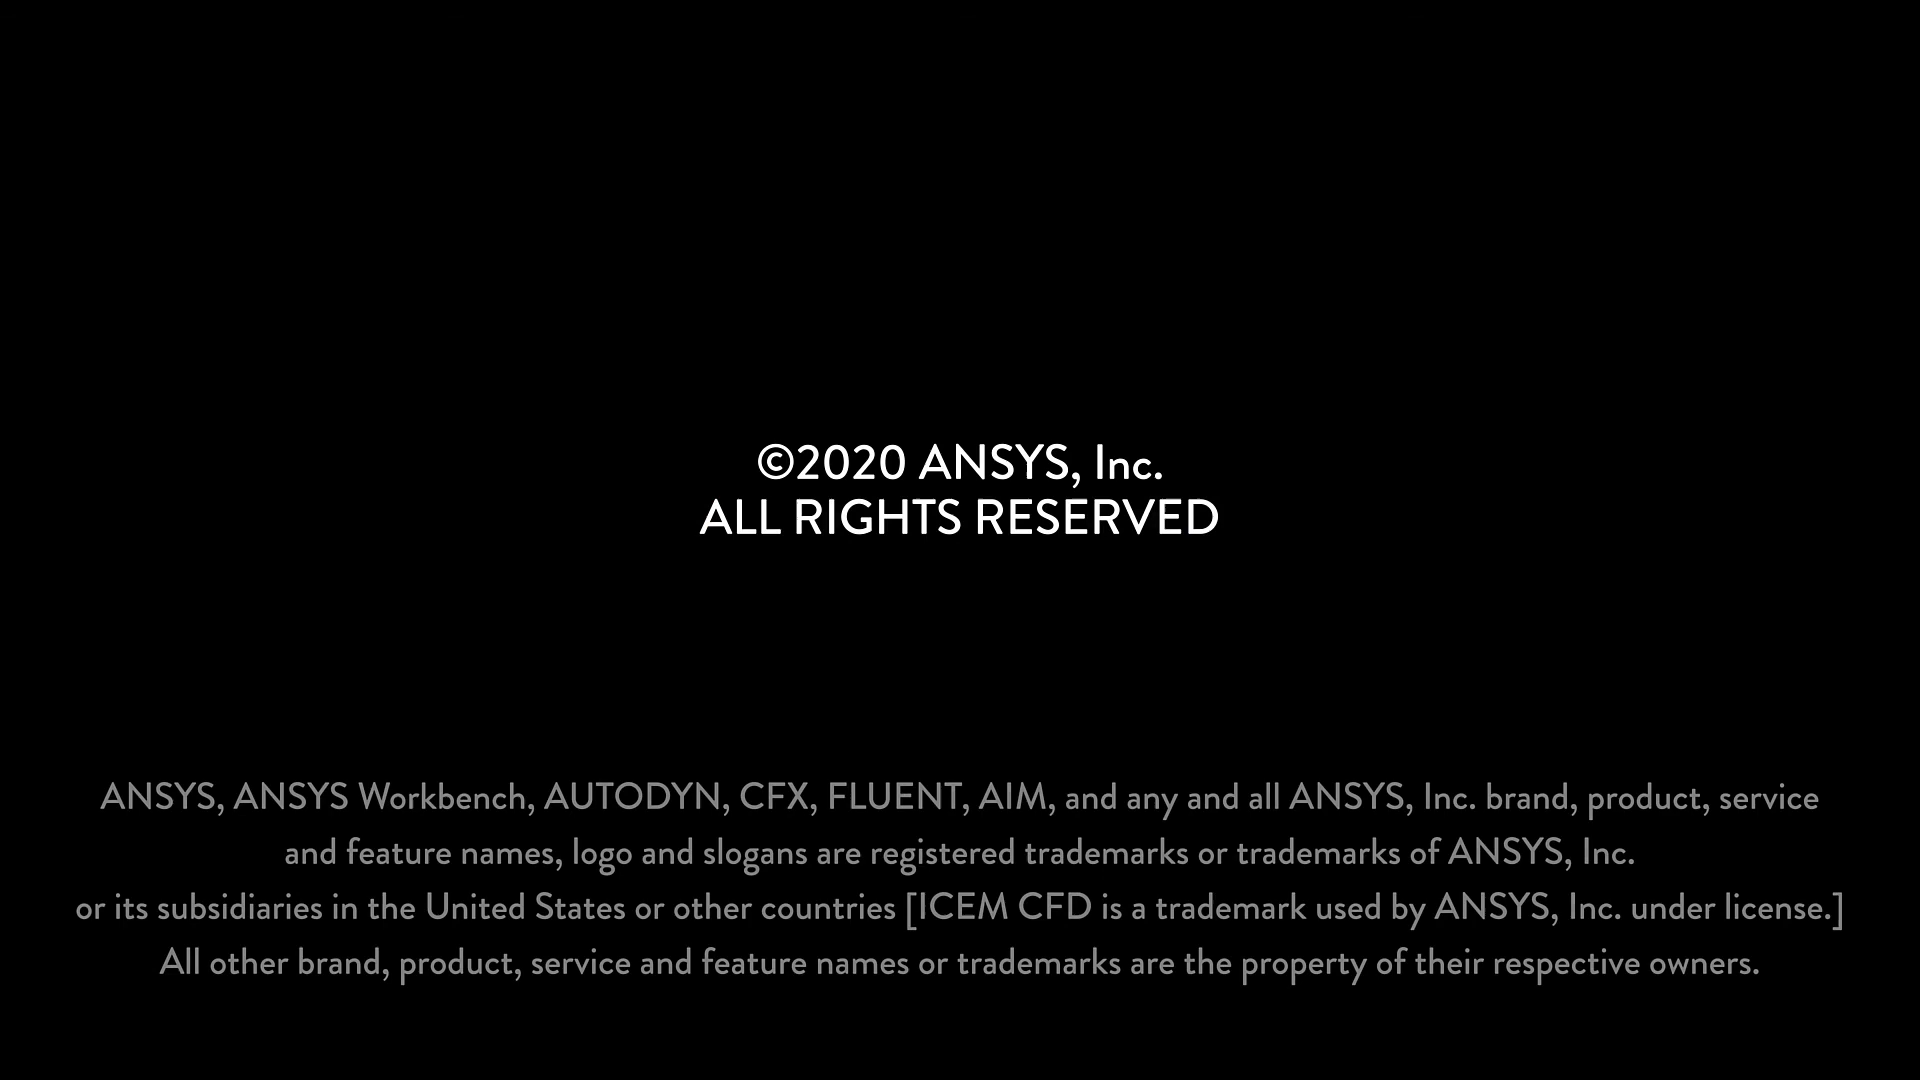 ©2020 ANSYS, Inc.
ALL RIGHTS RESERVED
ANSYS, ANSYS Workbench, AUTODYN, CFX, FLUENT, AIM, and any and all ANSYS, Inc. brand, product, service
and feature names, logo and slogans are registered trademarks or trademarks of ANSYS, Inc.
or its subsidiaries in the United States or other countries [ICEM CFD is a trademark used by ANSYS, Inc. under license.]
All other brand, product, service and feature names or trademarks are the property of their respective owners.